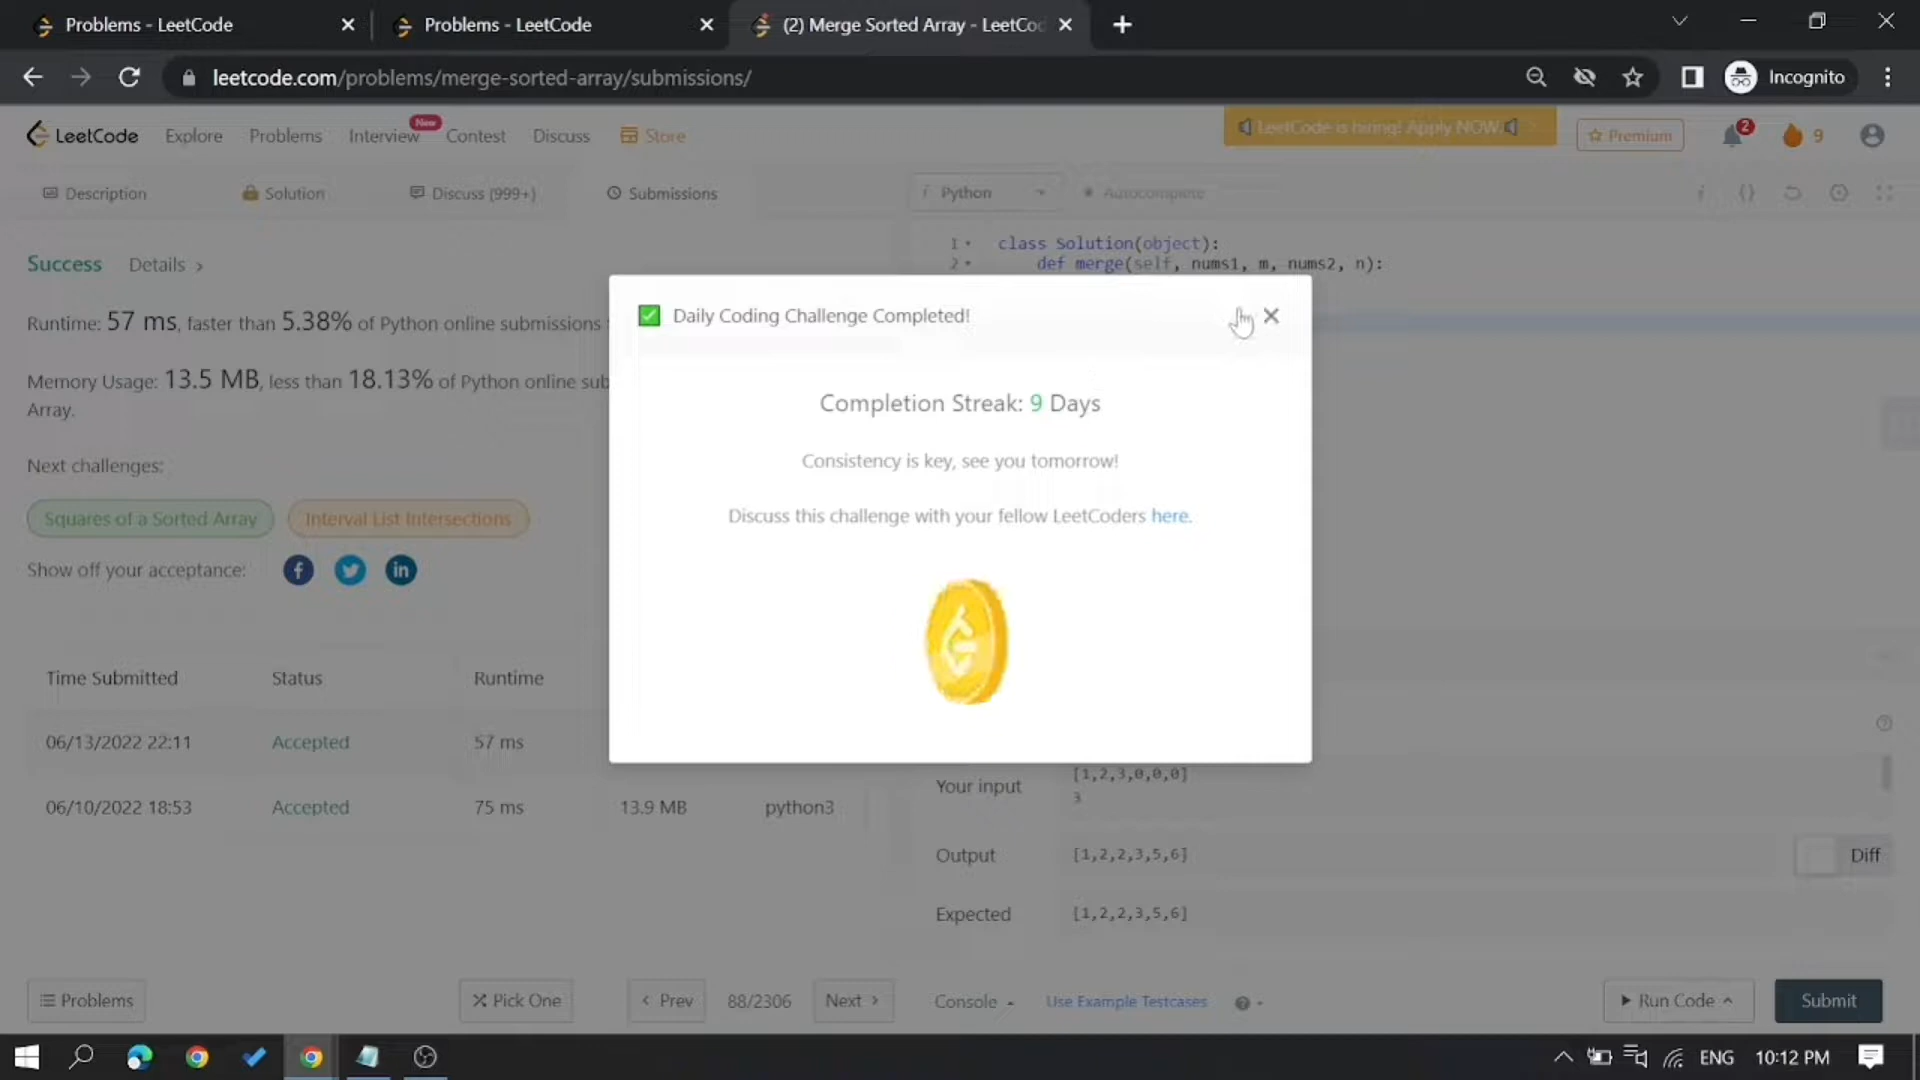 Problems - LeetCode
Problems - LeetCode
(2) Merge Sorted Array - LeetCo
leetcode.com/problems/merge-sorted-array/submissions/
Incognito
LeetCode
Explore
Problems
Interview
New
Contest
Discuss
Store
LeetCode is hiring! Apply NOW.
Premium
2
9
Description
Solution
Discuss (999+)
Submissions
Python
Autocomplete
Success
Details >
1
class Solution(object):
2
def merge(self, nums1, m, nums2, n):
Runtime: 57 ms, faster than 5.38% of Python online submissions
Memory Usage: 13.5 MB, less than 18.13% of Python online sub
Array.
Next challenges:
Squares of a Sorted Array
Interval List Intersections
Show off your acceptance:
Daily Coding Challenge Completed!
Completion Streak: 9 Days
Consistency is key, see you tomorrow!
Discuss this challenge with your fellow LeetCoders here.
Time Submitted
Status
Runtime
06/13/2022 22:11
Accepted
57 ms
06/10/2022 18:53
Accepted
75 ms
13.9 MB
python3
Your input
[1,2,3,0,0,0]
3
Output
[1,2,2,3,5,6]
Diff
Expected
[1,2,2,3,5,6]
Problems
Pick One
< Prev
88/2306
Next >
Console
Use Example Testcases
Run Code
Submit
ENG
10:12 PM